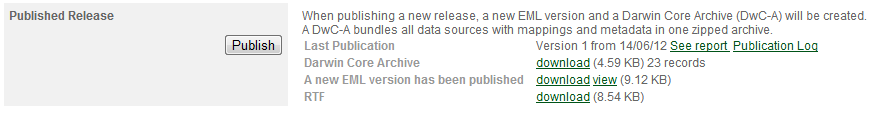 Published Release
Publish
When publishing a new release, a new EML version and a Darwin Core Archive (DwC-A) will be created.
A DwC-A bundles all data sources with mappings and metadata in one zipped archive.
Last Publication Version 1 from 14/06/12 See report Publication Log
Darwin Core Archive download (4.59 KB) 23 records
A new EML version has been published download view (9.12 KB)
RTF download (8.54 KB)